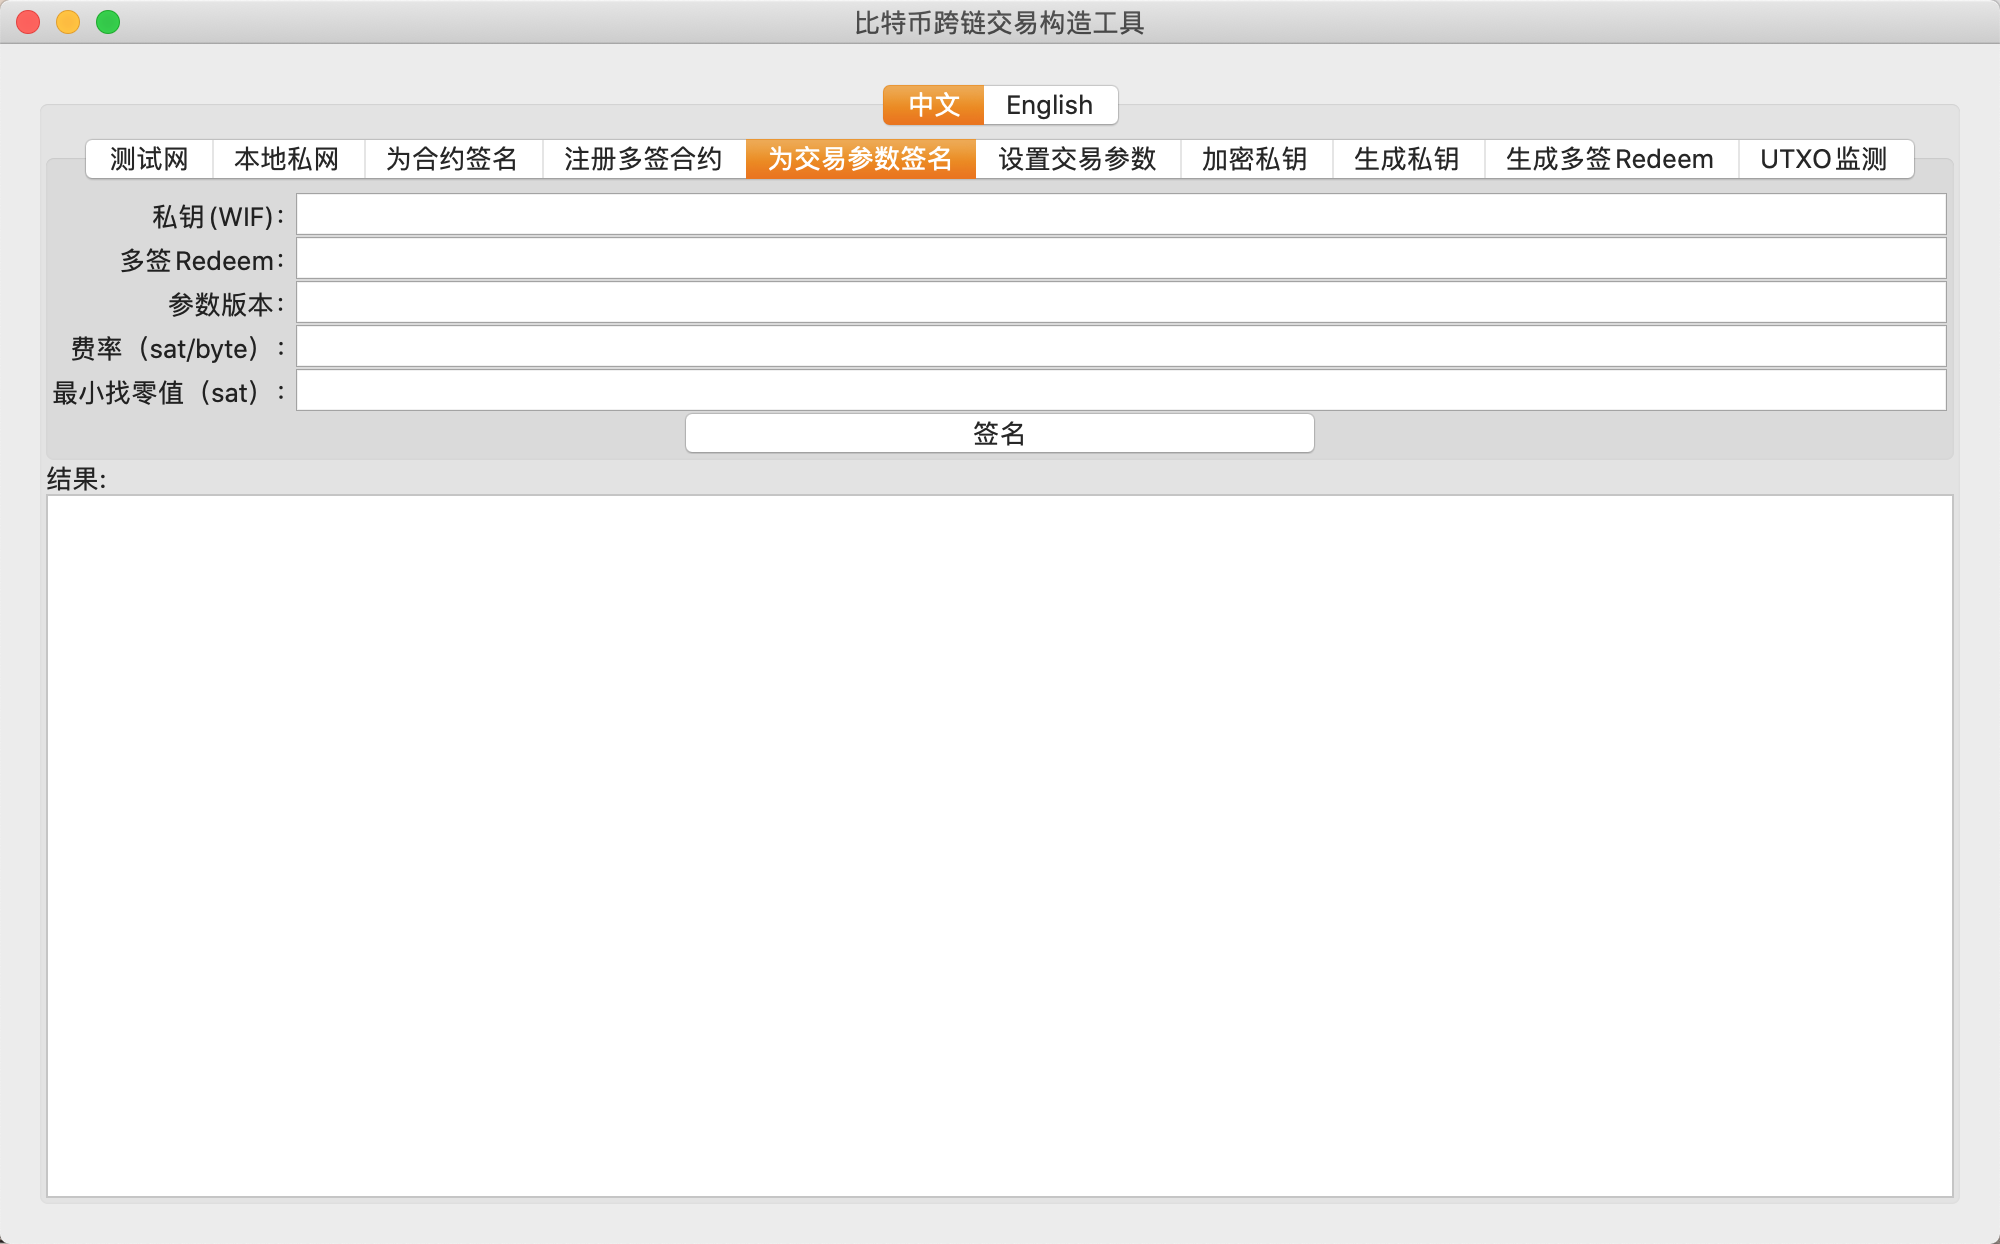 比特币跨链交易构造工具
中文 English
测试网 本地私网 为合约签名 注册多签合约 为交易参数签名 设置交易参数 加密私钥 生成私钥 生成多签Redeem UTXO监测
私钥(WIF):
多签Redeem:
参数版本:
费率（sat/byte）:
最小找零值（sat）:
签名
结果: